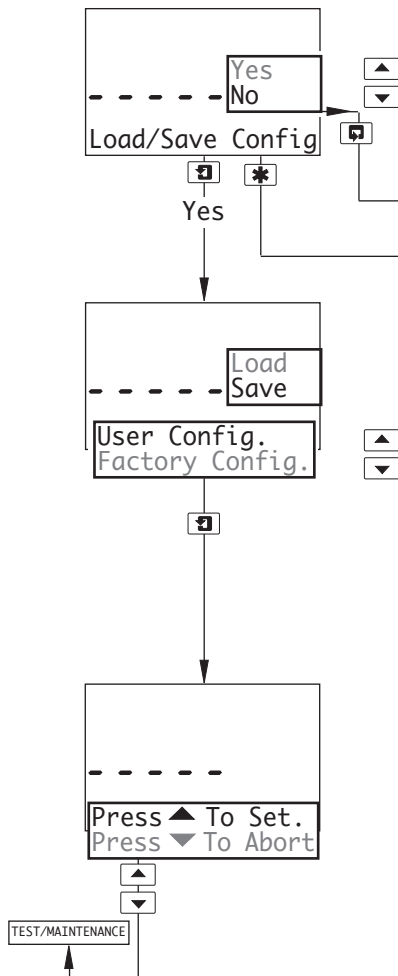 Yes
No
Load/Save Config
Yes
Load
Save
User Config.
Factory Config.
Press ▲ To Set.
Press ▼ To Abort
TEST/MAINTENANCE